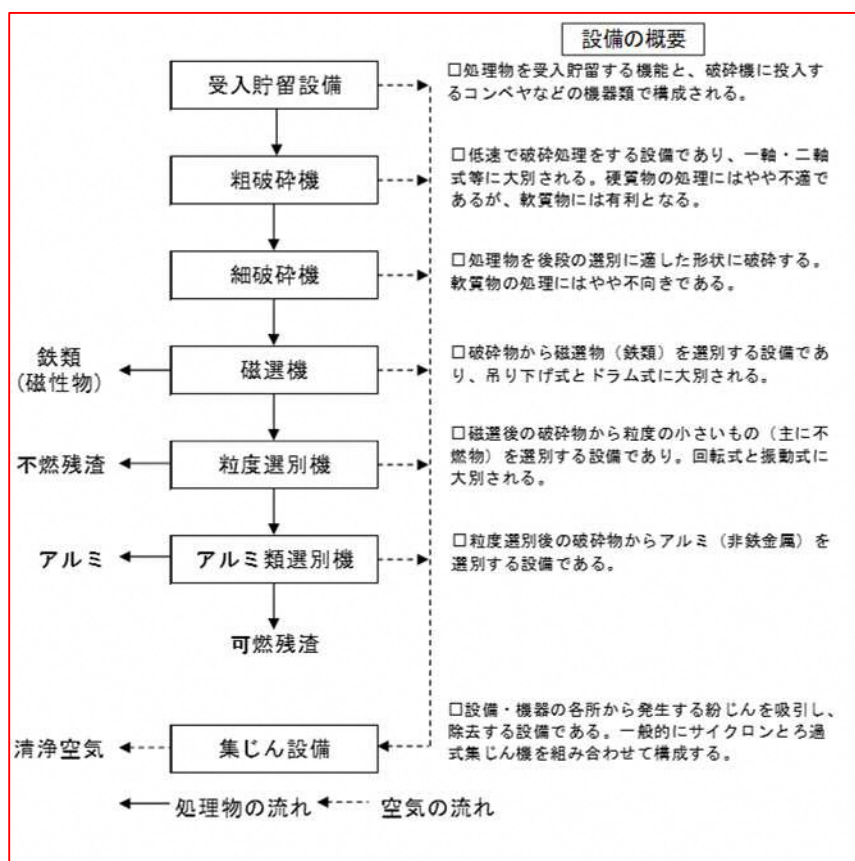 設備の概要
受入貯留設備
□処理物を受入貯留する機能と、破砕機に投入す
るコンベヤなどの機器類で構成される。
粗破砕機
□低速で破砕処理をする設備であり、一軸・二軸
式等に大別される。硬質物の処理にはやや不適で
あるが、軟質物には有利となる。
細破砕機
□処理物を後段の選別に適した形状に破砕する。
軟質物の処理にはやや不向きである。
鉄類
(磁性物)
磁選機
□破砕物から磁選物（鉄類）を選別する設備であ
り、吊り下げ式とドラム式に大別される。
不燃残渣
粒度選別機
□磁選後の破砕物から粒度の小さいもの（主に不
燃物）を選別する設備であり。回転式と振動式に
大別される。
アルミ
アルミ類選別機
□粒度選別後の破砕物からアルミ（非鉄金属）を
選別する設備である。
可燃残渣
清浄空気
集じん設備
□設備・機器の各所から発生する紛じんを吸引し、
除去する設備である。一般的にサイクロンとろ過
式集じん機を組み合わせて構成する。
処理物の流れ
空気の流れ